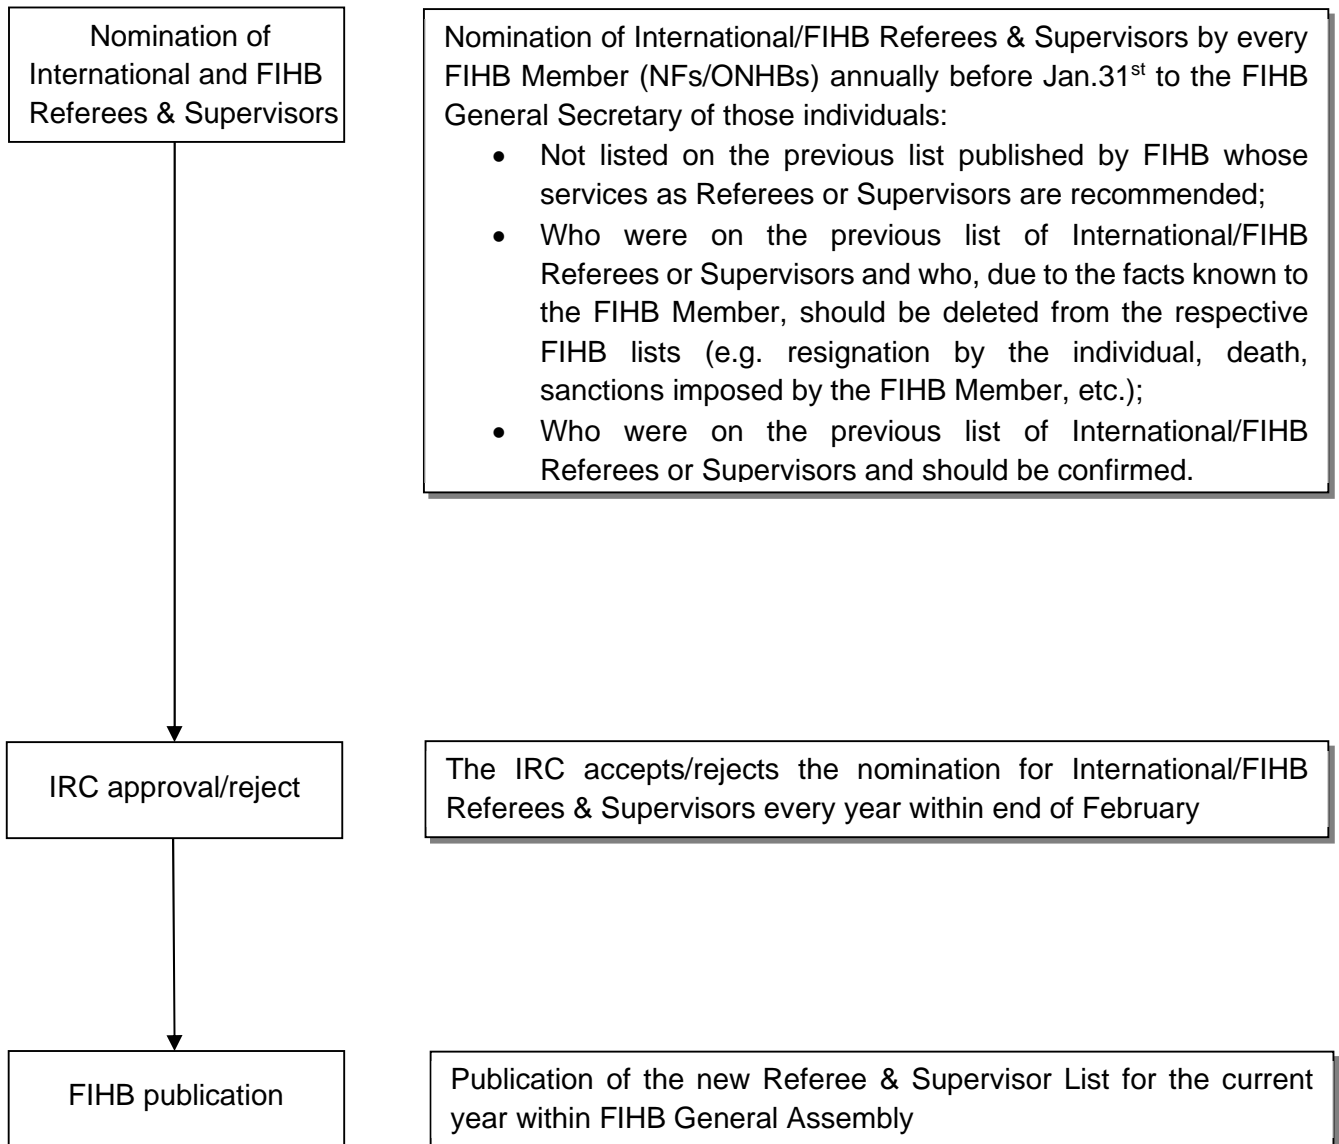 Nomination of
International and FIHB
Referees & Supervisors
Nomination of International/FIHB Referees & Supervisors by every
FIHB Member (NFs/ONHBs) annually before Jan.31st to the FIHB
General Secretary of those individuals:
• Not listed on the previous list published by FIHB whose
services as Referees or Supervisors are recommended;
• Who were on the previous list of International/FIHB
Referees or Supervisors and who, due to the facts known to
the FIHB Member, should be deleted from the respective
FIHB lists (e.g. resignation by the individual, death,
sanctions imposed by the FIHB Member, etc.);
• Who were on the previous list of International/FIHB
Referees or Supervisors and should be confirmed.
IRC approval/reject
The IRC accepts/rejects the nomination for International/FIHB
Referees & Supervisors every year within end of February
FIHB publication
Publication of the new Referee & Supervisor List for the current
year within FIHB General Assembly